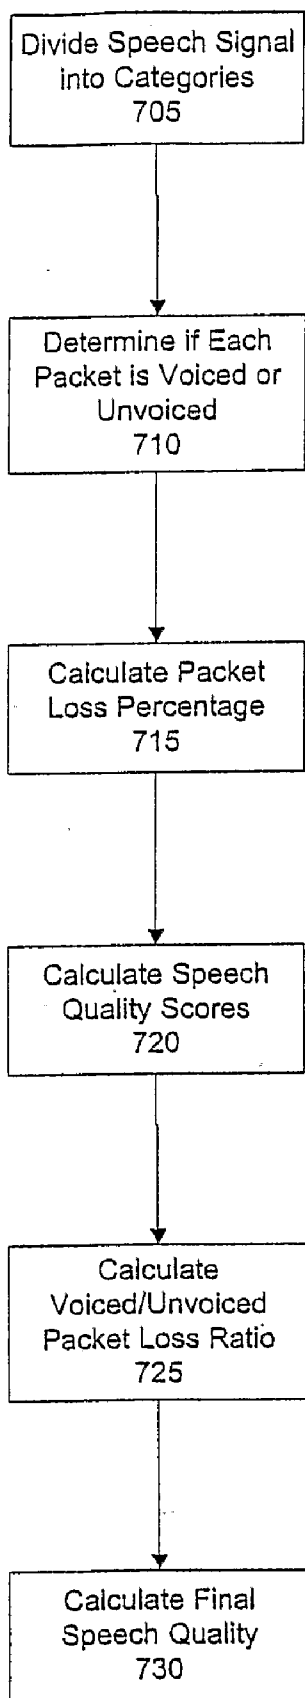 Divide Speech Signal
into Categories
705
Determine if Each
Packet is Voiced or
Unvoiced
710
Calculate Packet
Loss Percentage
715
Calculate Speech
Quality Scores
720
Calculate
Voiced/Unvoiced
Packet Loss Ratio
725
Calculate Final
Speech Quality
730